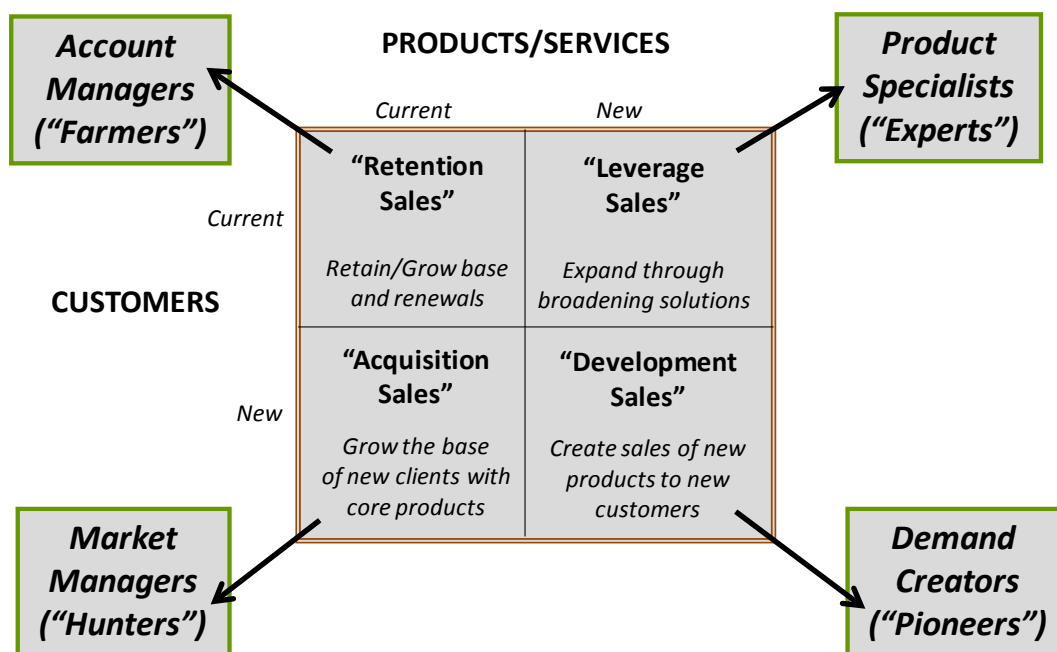 Account
Managers
(“Farmers”)
PRODUCTS/SERVICES
Product
Specialists
(“Experts”)
Current
New
Current
“Retention
Sales”
Retain/Grow base
and renewals
“Leverage
Sales”
Expand through
broadening solutions
CUSTOMERS
New
“Acquisition
Sales”
Grow the base
of new clients with
core products
“Development
Sales”
Create sales of new
products to new
customers
Market
Managers
(“Hunters”)
Demand
Creators
(“Pioneers”)